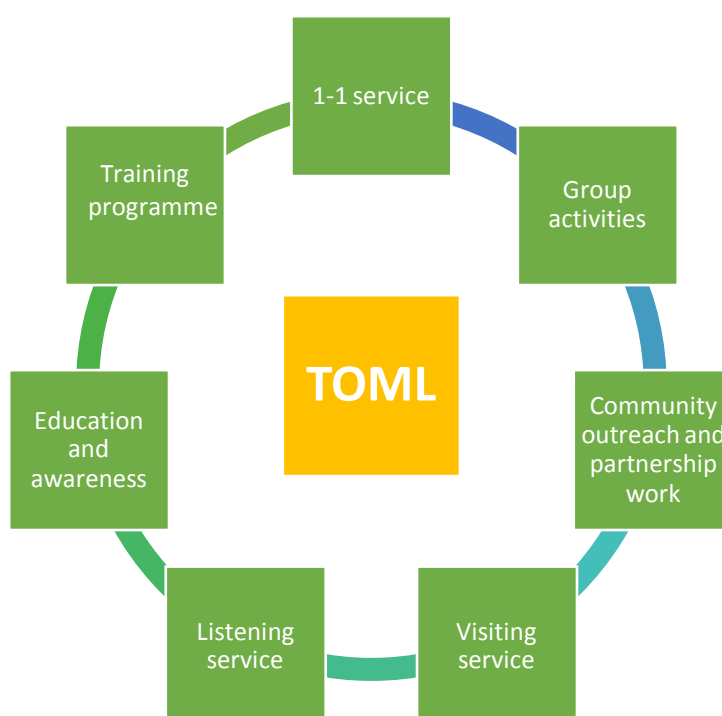 1-1 service
Group
activities
Community
outreach and
partnership
work
Visiting
service
Listening
service
Education
and
awareness
Training
programme
TOML